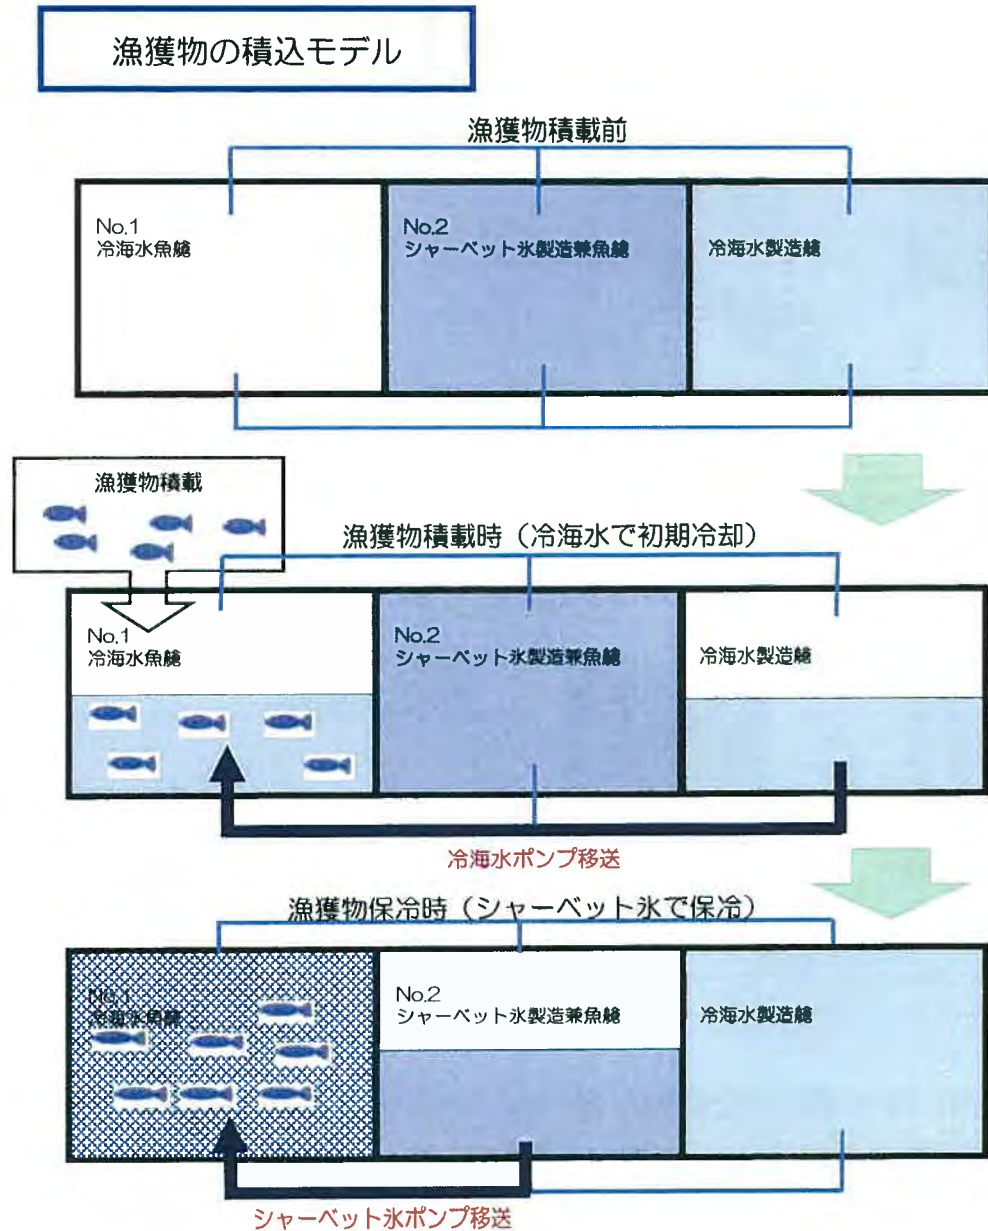 漁獲物の積込モデル
漁獲物積載前
No.1
冷海水魚艙
No.2
シャーベット氷製造兼魚艙
冷海水製造艙
漁獲物積載
漁獲物積載時（冷海水で初期冷却）
No.1
冷海水魚艙
No.2
シャーベット氷製造兼魚艙
冷海水製造艙
冷海水ポンプ移送
漁獲物保冷時（シャーベット氷で保冷）
No.1
冷海水魚艙
No.2
シャーベット氷製造兼魚艙
冷海水製造艙
シャーベット氷ポンプ移送